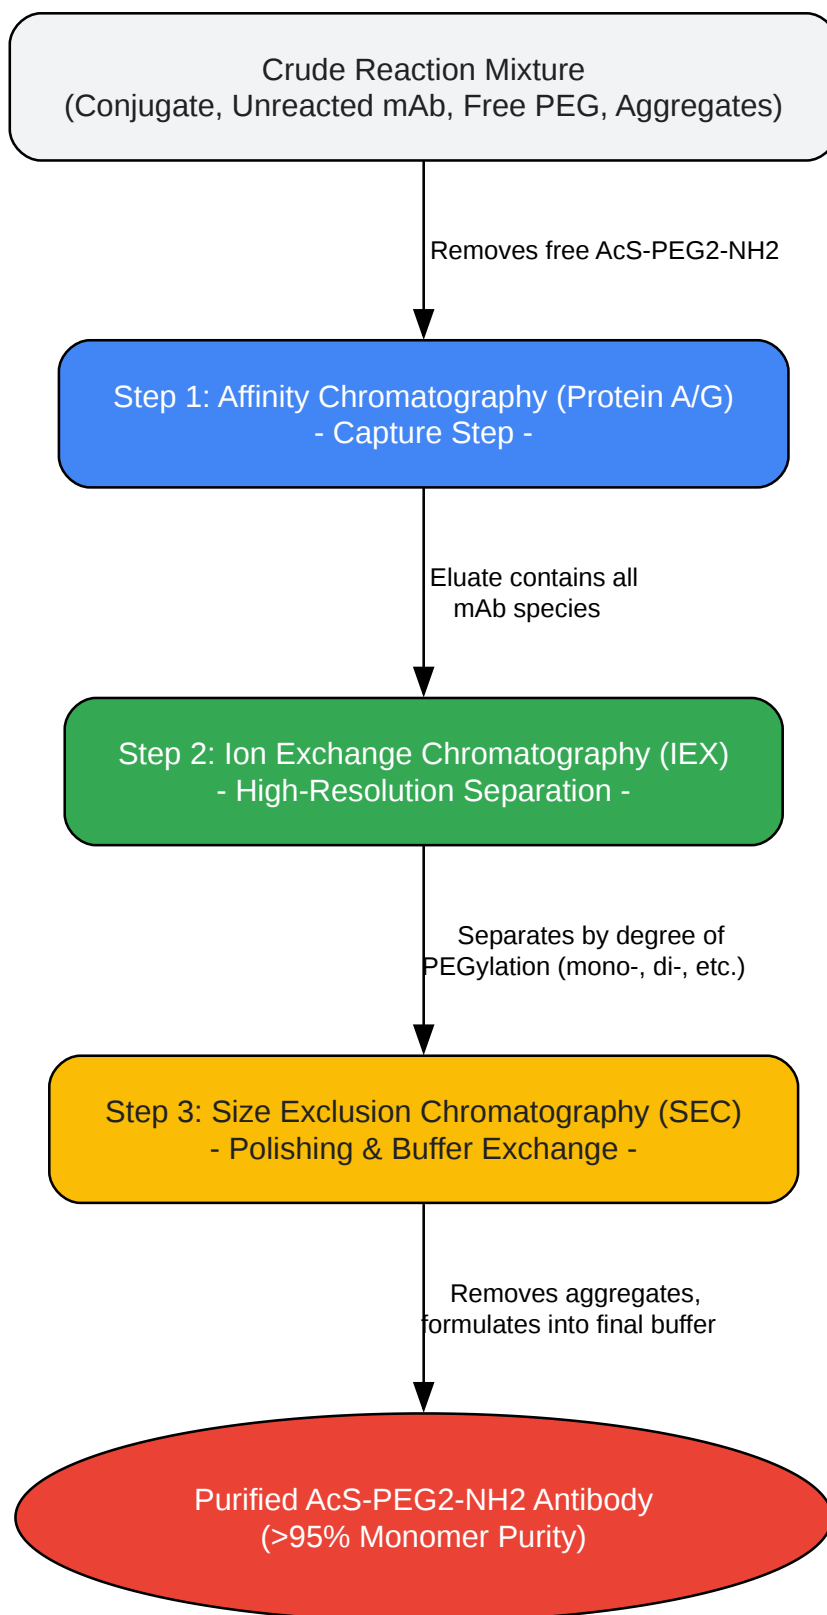 Crude Reaction Mixture
(Conjugate, Unreacted mAb, Free PEG, Aggregates)
Removes free AcS-PEG2-NH2
Step 1: Affinity Chromatography (Protein A/G)
- Capture Step -
Eluate contains all
mAb species
Step 2: Ion Exchange Chromatography (IEX)
- High-Resolution Separation -
Separates by degree of
PEGylation (mono-, di-, etc.)
Step 3: Size Exclusion Chromatography (SEC)
- Polishing & Buffer Exchange -
Removes aggregates,
formulates into final buffer
Purified AcS-PEG2-NH2 Antibody
(>95% Monomer Purity)